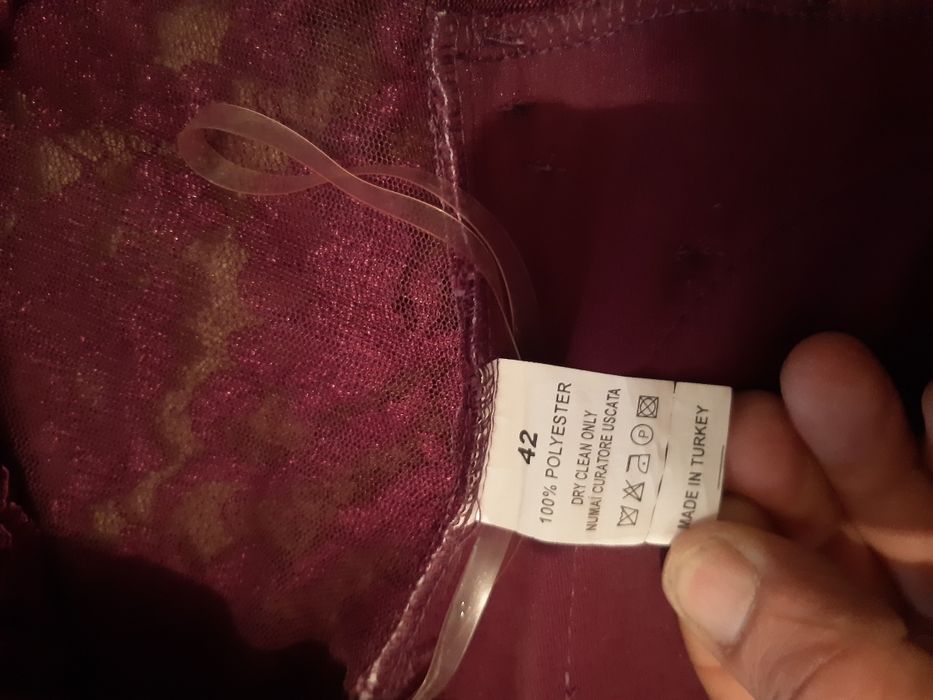 42
100% POLYESTER
DRY CLEAN ONLY
NUMAİ CURATORE USCATA
P
MADE IN TURKEY